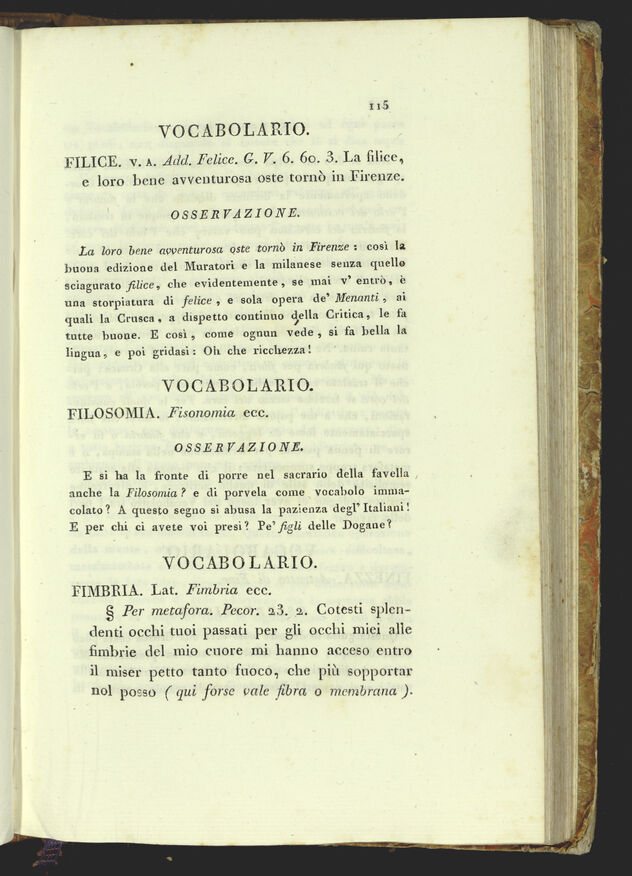 115
VOCABOLARIO.
FILICE. V. A. Add. Felice. G. V. 6. 60. 3. La filice,
e loro bene avventurosa oste tornò in Firenze.
OSSERVAZIONE.
La loro bene avventurosa oste tornò in Firenze : così la
buona edizione del Muratori e la milanese senza quello
sciagurato filice, che evidentemente, se mai v' entrò, è
una storpiatura di felice, e sola opera de' Menanti, ai
quali la Crusca, a dispetto continuo della Critica, le fa
tutte buone. E così, come ognun vede, si fa bella la
lingua, e poi gridasi: Oh che ricchezza!
VOCABOLARIO.
FILOSOMIA. Fisonomia ecc.
OSSERVAZIONE.
E si ha la fronte di porre nel sacrario della favella
anche la Filosomia? e di porvela come vocabolo imma-
colato? A questo segno si abusa la pazienza degl' Italiani!
E per chi ci avete voi presi? Pe' figli delle Dogane?
VOCABOLARIO.
FIMBRIA. Lat. Fimbria ecc.
§ Per metafora. Pecor. 23. 2. Cotesti splen-
denti occhi tuoi passati per gli occhi miei alle
fimbrie del mio cuore mi hanno acceso entro
il miser petto tanto fuoco, che più sopportar
nol posso ( qui forse vale fibra o membrana ).